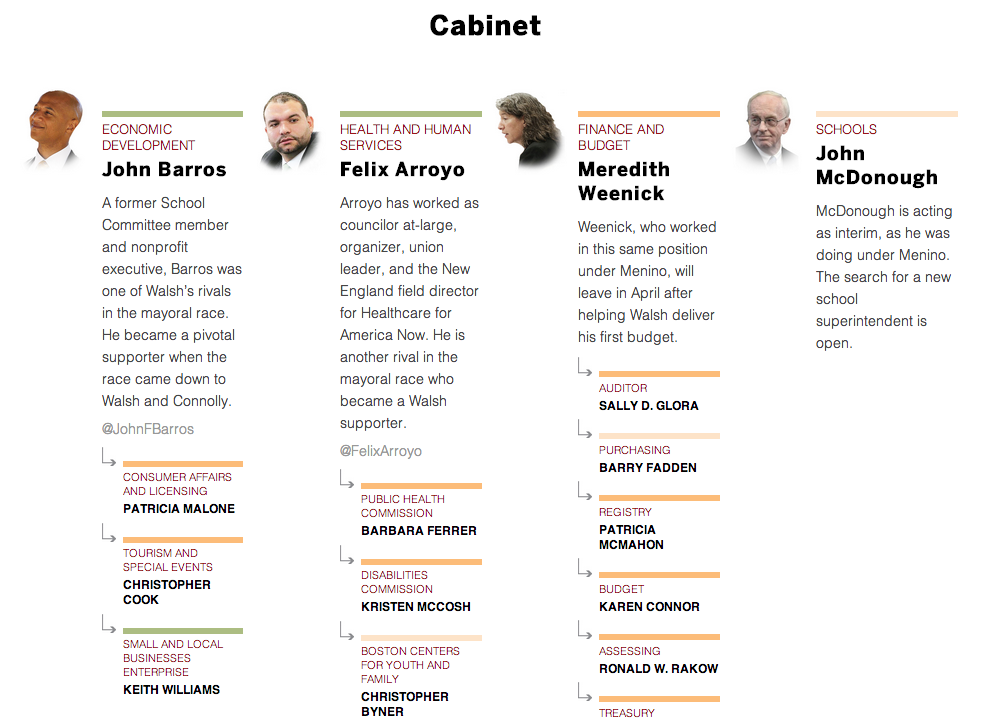 Cabinet
ECONOMIC
DEVELOPMENT
John Barros
A former School
Committee member
and nonprofit
executive, Barros was
one of Walsh's rivals
in the mayoral race.
He became a pivotal
supporter when the
race came down to
Walsh and Connolly.
@JohnFBarros
CONSUMER AFFAIRS
AND LICENSING
PATRICIA MALONE
TOURISM AND
SPECIAL EVENTS
CHRISTOPHER
COOK
SMALL AND LOCAL
BUSINESSES
ENTERPRISE
KEITH WILLIAMS
HEALTH AND HUMAN
SERVICES
Felix Arroyo
Arroyo has worked as
councilor at-large,
organizer, union
leader, and the New
England field director
for Healthcare for
America Now. He is
another rival in the
mayoral race who
became a Walsh
supporter.
@FelixArroyo
PUBLIC HEALTH
COMMISSION
BARBARA FERRER
DISABILITIES
COMMISSION
KRISTEN MCCOSH
BOSTON CENTERS
FOR YOUTH AND
FAMILY
CHRISTOPHER
BYNER
FINANCE AND
BUDGET
Meredith
Weenick
Weenick, who worked
in this same position
under Menino, will
leave in April after
helping Walsh deliver
his first budget.
AUDITOR
SALLY D. GLORA
PURCHASING
BARRY FADDEN
REGISTRY
PATRICIA
MCMAHON
BUDGET
KAREN CONNOR
ASSESSING
RONALD W. RAKOW
TREASURY
SCHOOLS
John
McDonough
McDonough is acting
as interim, as he was
doing under Menino.
The search for a new
school
superintendent is
open.